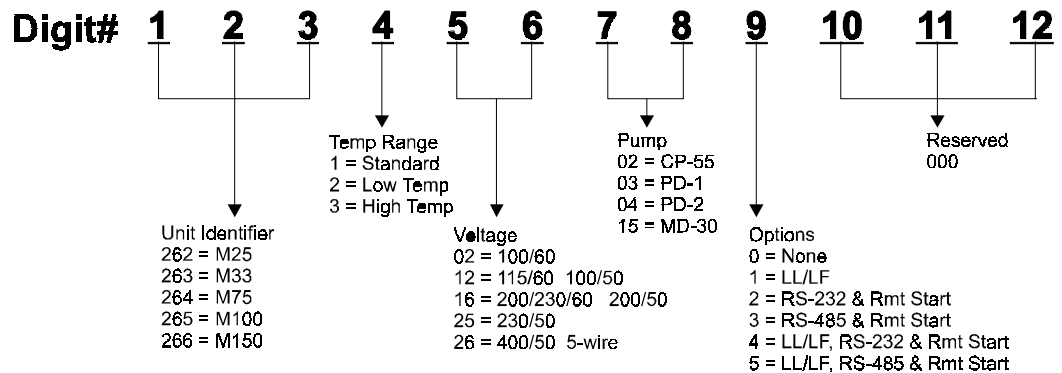 Digit# 1 2 3 4 5 6 7 8 9 10 11 12
Temp Range
1 = Standard
2 = Low Temp
3 = High Temp
Pump
02 = CP-55
03 = PD-1
04 = PD-2
15 = MD-30
Reserved
000
Unit Identifier
262 = M25
263 = M33
264 = M75
265 = M100
266 = M150
Voltage
02 = 100/60
12 = 115/60 100/50
16 = 200/230/60 200/50
25 = 230/50
26 = 400/50 5-wire
Options
0 = None
1 = LL/LF
2 = RS-232 & Rmt Start
3 = RS-485 & Rmt Start
4 = LL/LF, RS-232 & Rmt Start
5 = LL/LF, RS-485 & Rmt Start